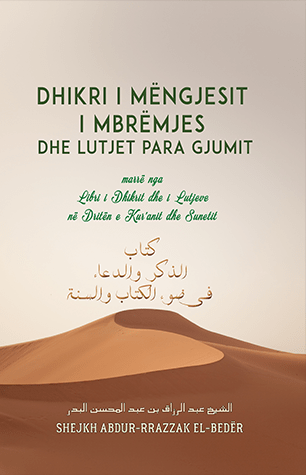 DHIKRI I MËNGJESIT
I MBRËMJES
DHE LUTJET PARA GJUMIT
marrë nga
Libri i Dhikrit dhe i Lutjeve
në Dritën e Kur'anit dhe Sunetit
كتاب
الذكر والدعاء
في ضوء الكتاب والسنة
الشيخ عبد الرزاق بن عبد المحسن البدر
SHEJKH ABDUR-RRAZZAK EL-BEDËR